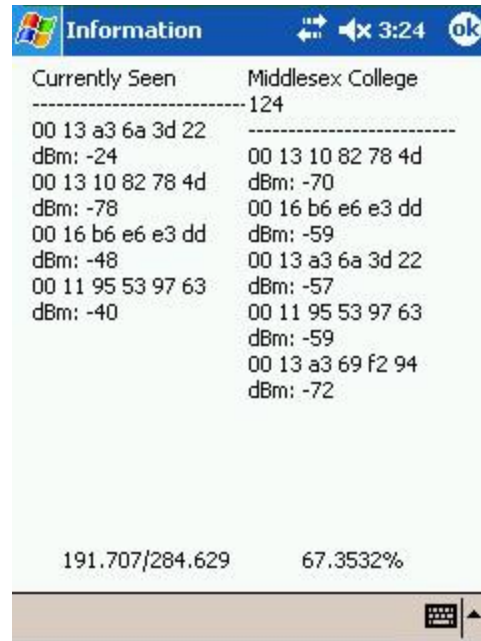 Information 3:24 ok
Currently Seen
--------------------------
00 13 a3 6a 3d 22
dBm: -24
00 13 10 82 78 4d
dBm: -78
00 16 b6 e6 e3 dd
dBm: -48
00 11 95 53 97 63
dBm: -40
Middlesex College
124
--------------------------
00 13 10 82 78 4d
dBm: -70
00 16 b6 e6 e3 dd
dBm: -59
00 13 a3 6a 3d 22
dBm: -57
00 11 95 53 97 63
dBm: -59
00 13 a3 69 f2 94
dBm: -72
191.707/284.629 67.3532%